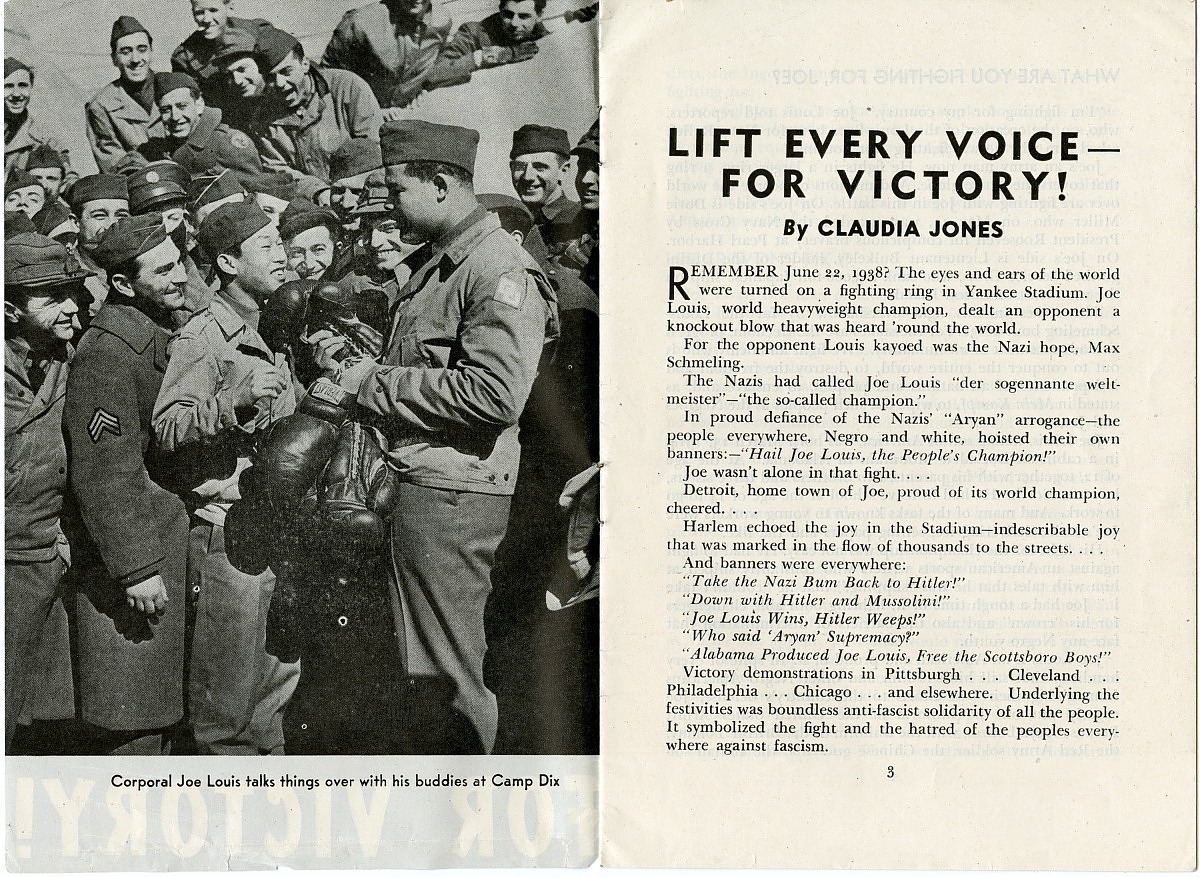 Corporal Joe Louis talks things over with his buddies at Camp Dix
FOR VICTORY!
WHAT ARE YOU FIGHTING FOR, JOE?
LIFT EVERY VOICE—
FOR VICTORY!
By CLAUDIA JONES
REMEMBER June 22, 1938? The eyes and ears of the world
were turned on a fighting ring in Yankee Stadium. Joe
Louis, world heavyweight champion, dealt an opponent a
knockout blow that was heard 'round the world.
For the opponent Louis kayoed was the Nazi hope, Max
Schmeling.
The Nazis had called Joe Louis "der sogennante welt-
meister"—"the so-called champion."
In proud defiance of the Nazis' "Aryan" arrogance—the
people everywhere, Negro and white, hoisted their own
banners:—"Hail Joe Louis, the People's Champion!"
Joe wasn't alone in that fight. . . .
Detroit, home town of Joe, proud of its world champion,
cheered. . . .
Harlem echoed the joy in the Stadium—indescribable joy
that was marked in the flow of thousands to the streets. . . .
And banners were everywhere:
"Take the Nazi Bum Back to Hitler!"
"Down with Hitler and Mussolini!"
"Joe Louis Wins, Hitler Weeps!"
"Who said 'Aryan' Supremacy?"
"Alabama Produced Joe Louis, Free the Scottsboro Boys!"
Victory demonstrations in Pittsburgh . . . Cleveland . . .
Philadelphia . . . Chicago . . . and elsewhere. Underlying the
festivities was boundless anti-fascist solidarity of all the people.
It symbolized the fight and the hatred of the peoples every-
where against fascism.
3